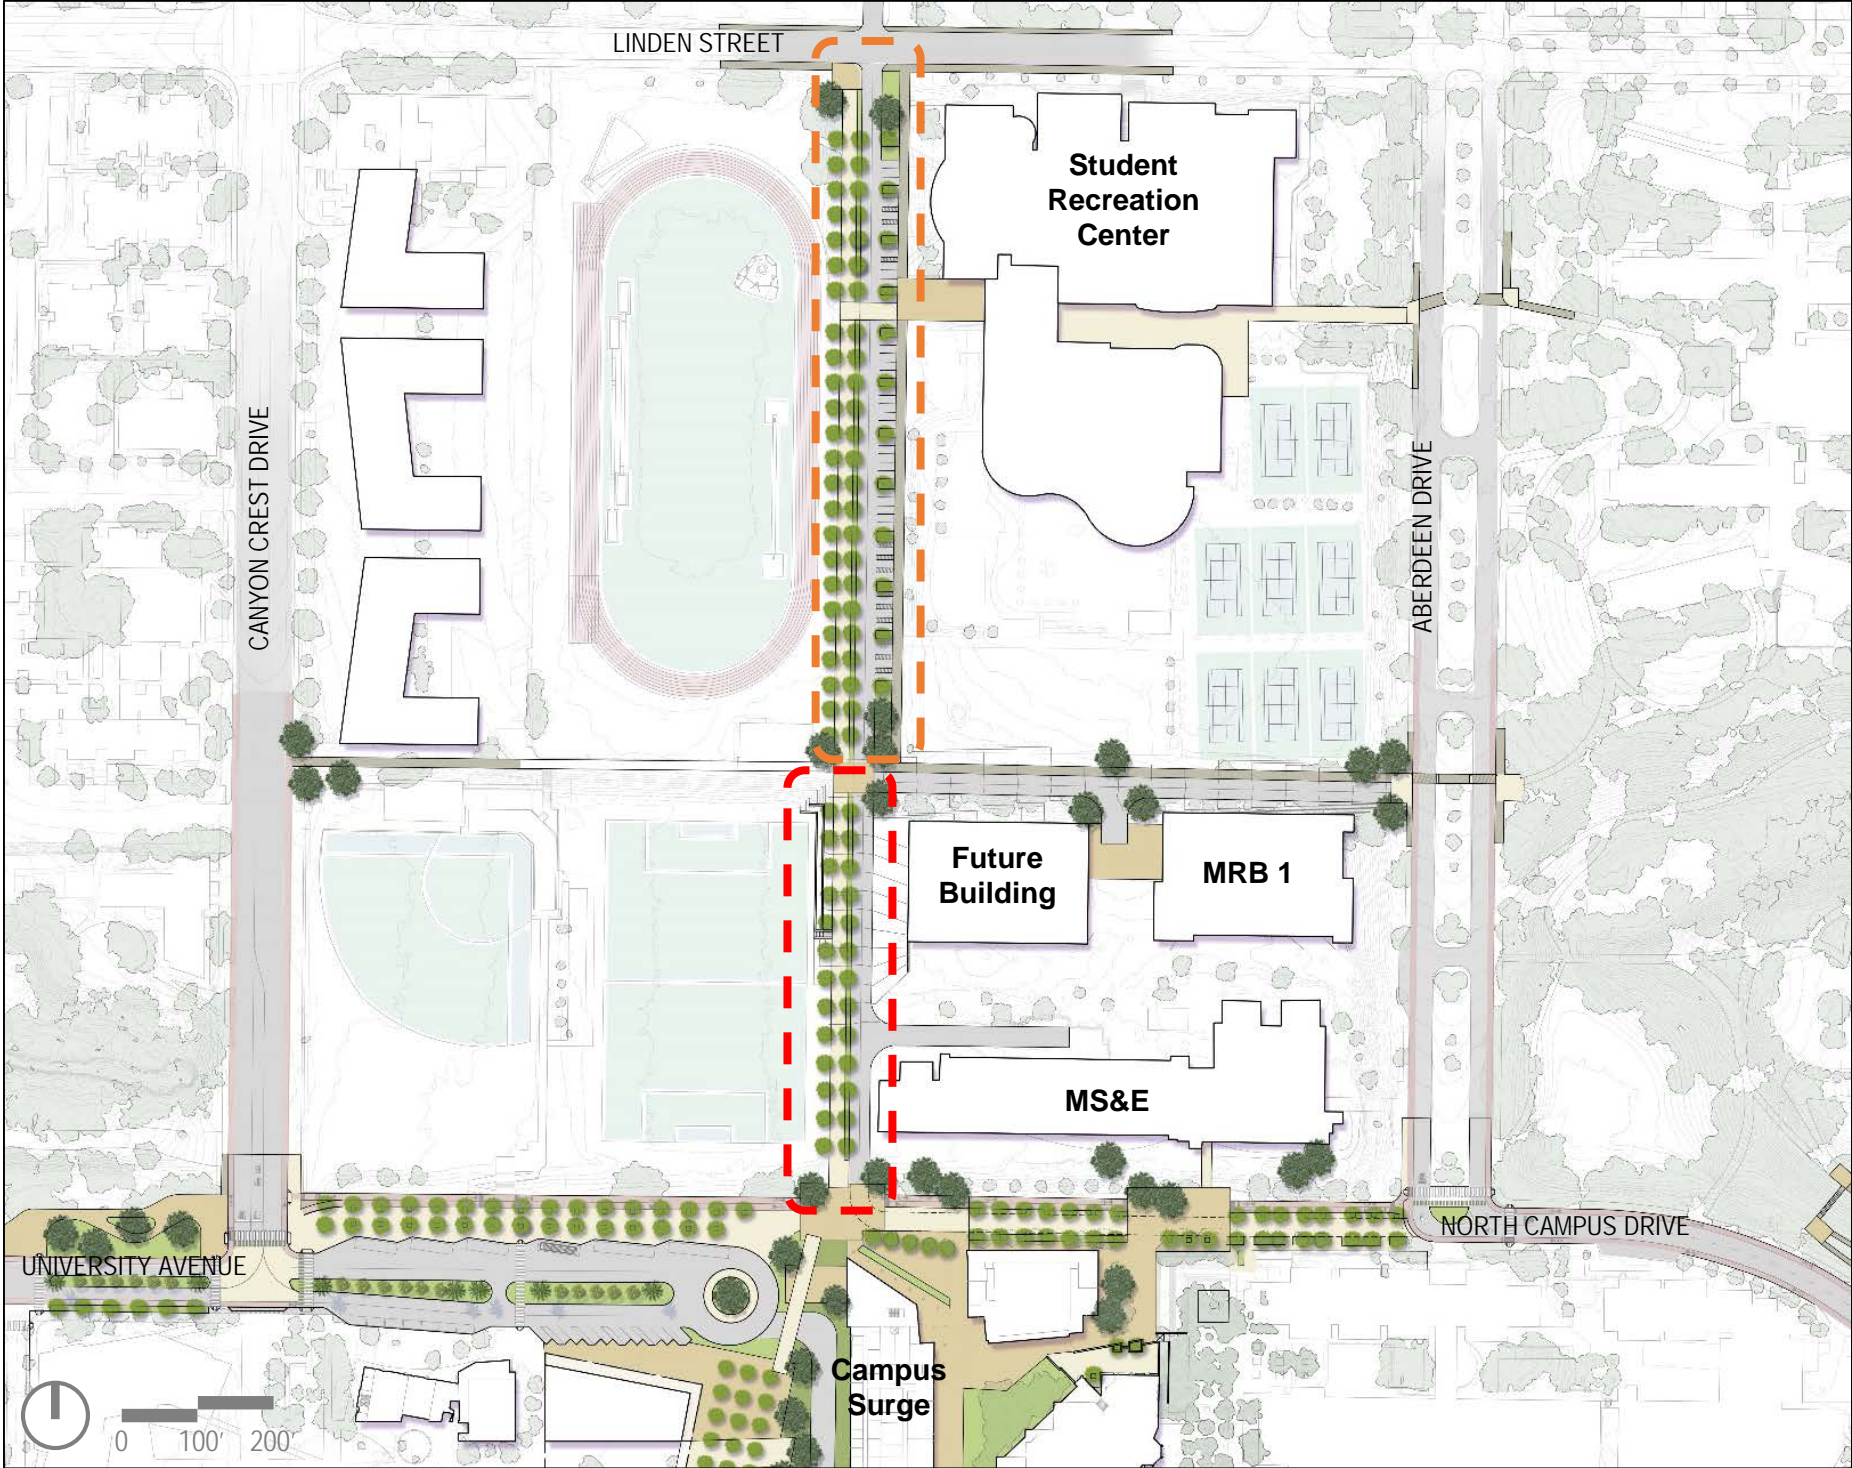 LINDEN STREET
Student
Recreation
Center
CANYON CREST DRIVE
ABERDEEN DRIVE
Future
Building
MRB 1
MS&E
NORTH CAMPUS DRIVE
UNIVERSITY AVENUE
Campus
Surge
0 100' 200'